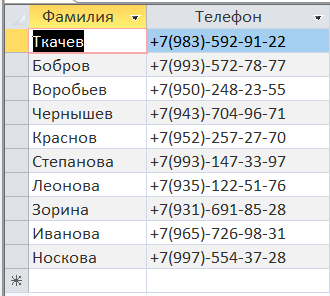 Фамилия Телефон
Ткачев +7(983)-592-91-22
Бобров +7(993)-572-78-77
Воробьев +7(950)-248-23-55
Чернышев +7(943)-704-96-71
Краснов +7(952)-257-27-70
Степанова +7(993)-147-33-97
Леонова +7(935)-122-51-76
Зорина +7(931)-691-85-28
Иванова +7(965)-726-98-31
Носкова +7(997)-554-37-28